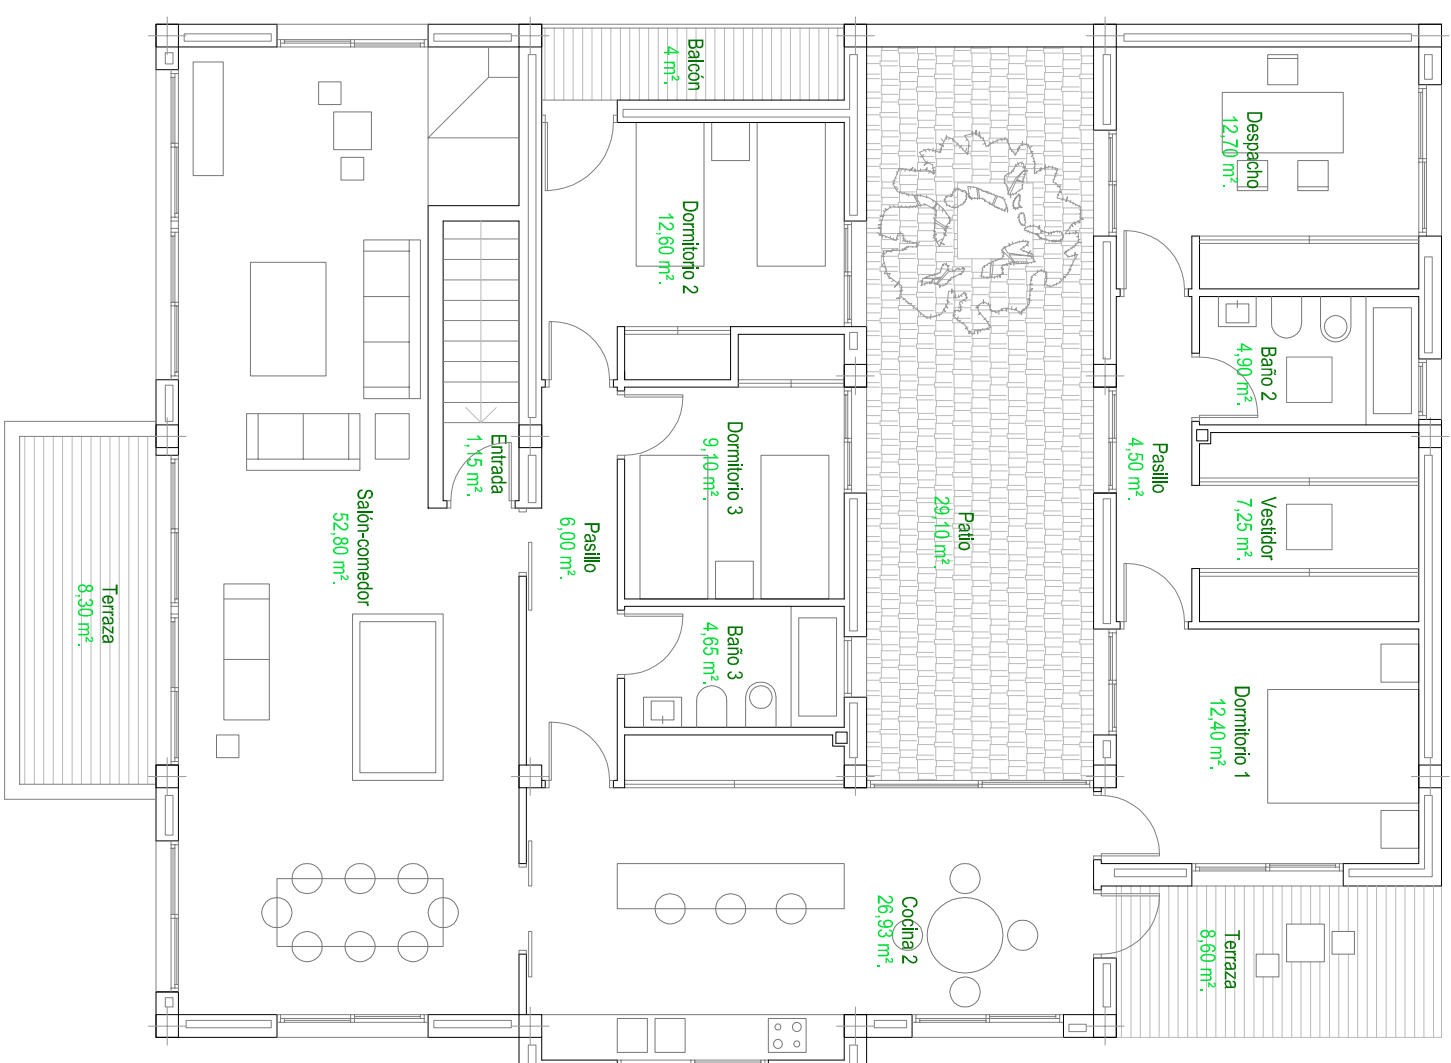 Balcón
4 m².
Despacho
12,70 m².
Dormitorio 2
12,60 m².
Baño 2
4,90 m².
Entrada
1,15 m².
Dormitorio 3
9,10 m².
Pasillo
4,50 m².
Salón-comedor
52,80 m².
Pasillo
6,00 m².
Patio
29,10 m².
Vestidor
7,25 m².
Terraza
8,30 m².
Baño 3
4,65 m².
Dormitorio 1
12,40 m².
Cocina 2
26,93 m².
Terraza
8,60 m².